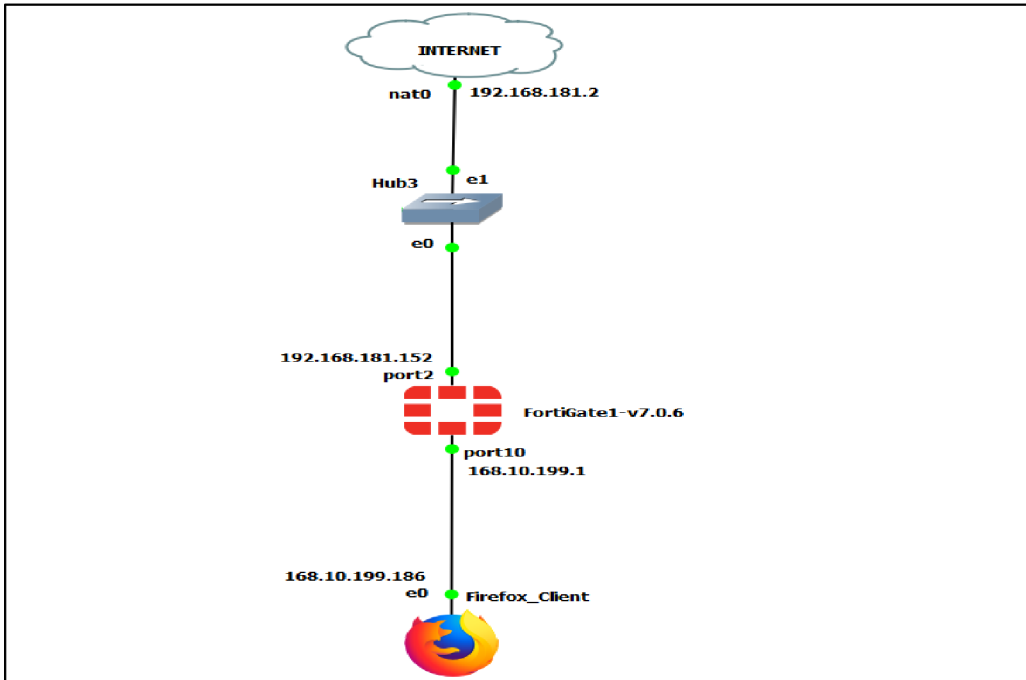 INTERNET
nat0
192.168.181.2
Hub3
e1
e0
192.168.181.152
port2
FortiGate1-v7.0.6
port10
168.10.199.1
168.10.199.186
e0
Firefox_Client